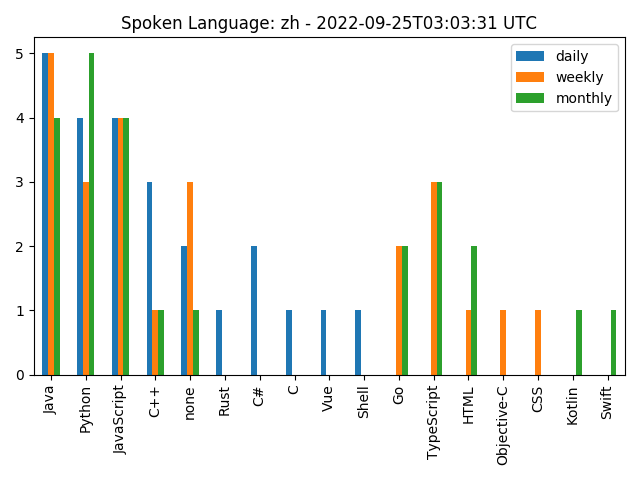 Spoken Language: zh - 2022-09-25T03:03:31 UTC
daily
weekly
monthly
5
4
3
2
1
0
Java
Python
JavaScript
C++
none
Rust
C#
C
Vue
Shell
Go
TypeScript
HTML
Objective-C
CSS
Kotlin
Swift